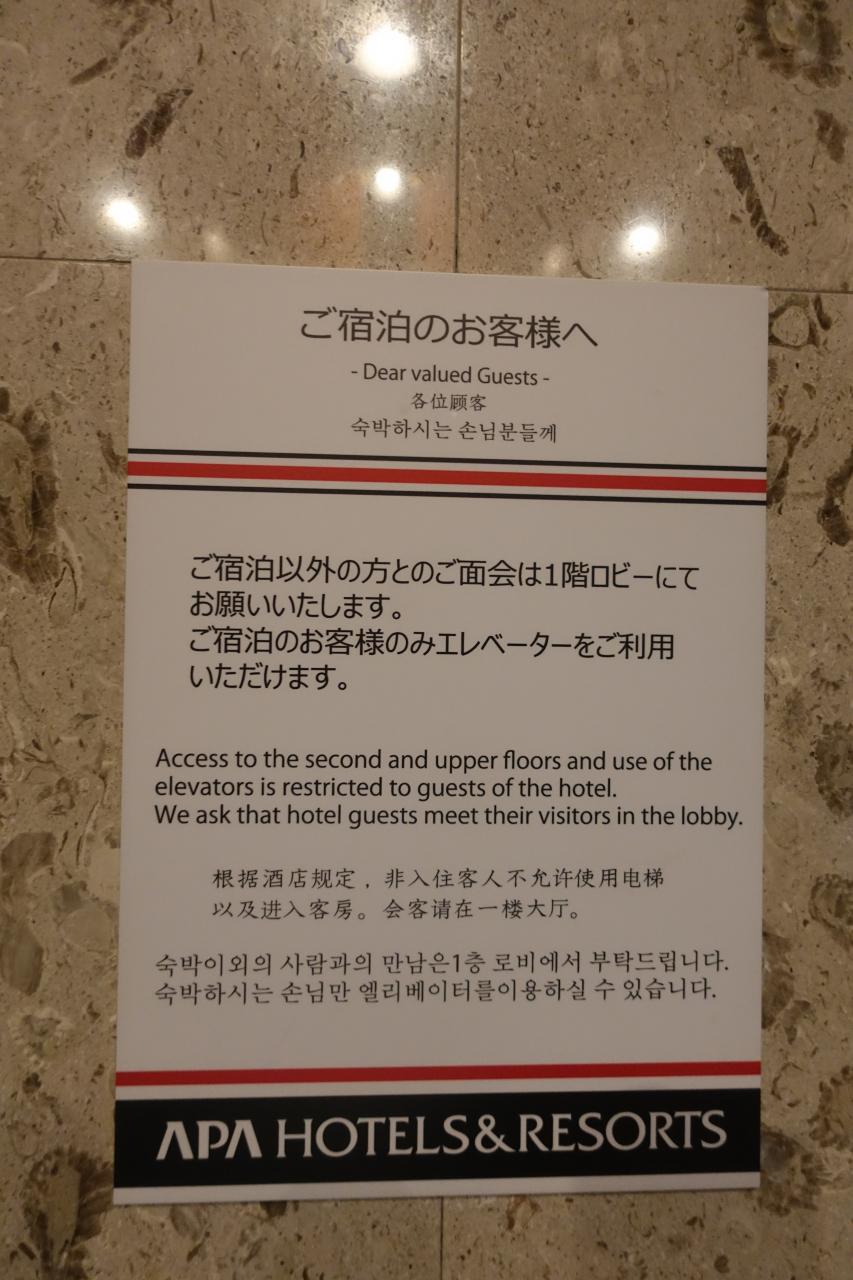 ご宿泊のお客様へ
- Dear valued Guests -
各位顾客
숙박하시는 손님분들께
ご宿泊以外の方とのご面会は1階ロビーにて
お願いいたします。
ご宿泊のお客様のみエレベーターをご利用
いただけます。
Access to the second and upper floors and use of the
elevators is restricted to guests of the hotel.
We ask that hotel guests meet their visitors in the lobby.
根据酒店规定，非入住客人不允许使用电梯
以及进入客房。会客请在一楼大厅。
숙박이외의 사람과의 만남은1층 로비에서 부탁드립니다.
숙박하시는 손님만 엘리베이터를이용하실 수 있습니다.
APA HOTELS&RESORTS